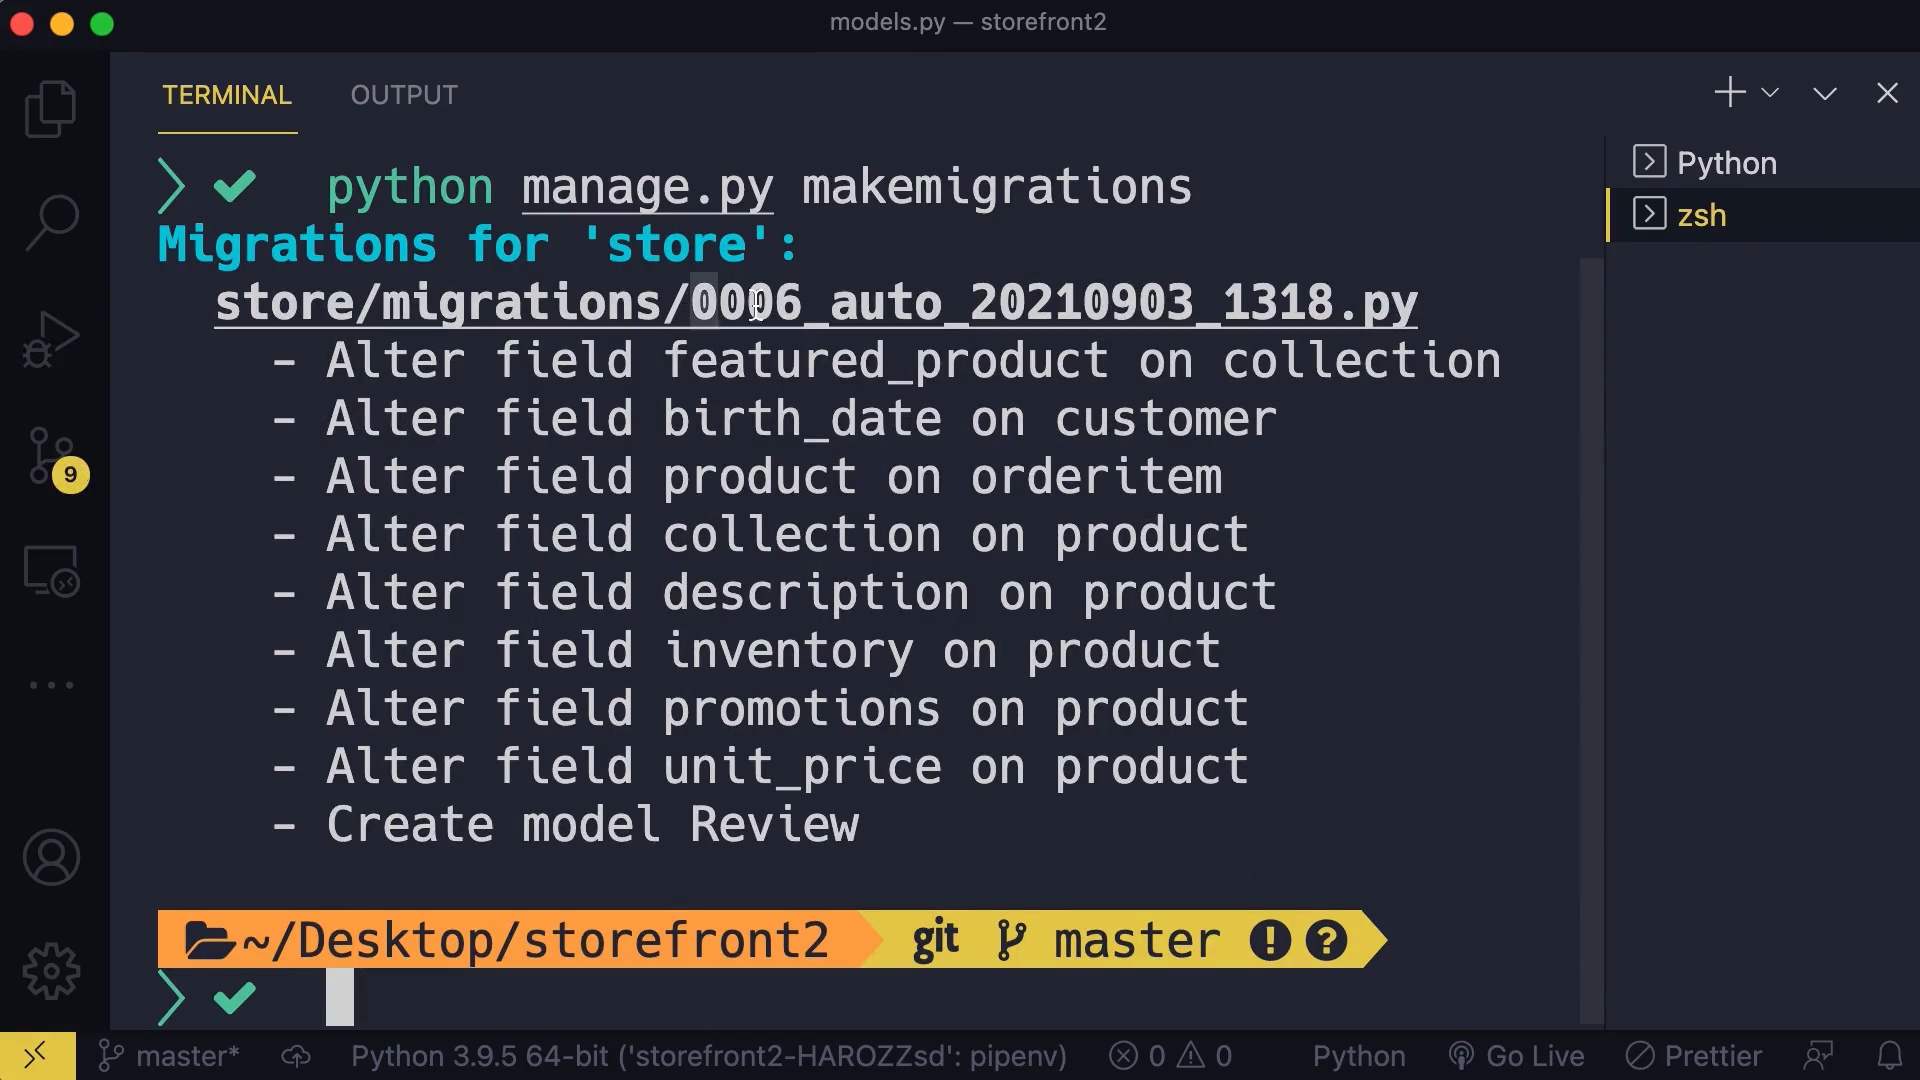 models.py — storefront2
TERMINAL OUTPUT
python manage.py makemigrations
Migrations for 'store':
store/migrations/0006_auto_20210903_1318.py
- Alter field featured_product on collection
- Alter field birth_date on customer
- Alter field product on orderitem
- Alter field collection on product
- Alter field description on product
- Alter field inventory on product
- Alter field promotions on product
- Alter field unit_price on product
- Create model Review
~/Desktop/storefront2 git master ! ?
Python
zsh
9
master* Python 3.9.5 64-bit ('storefront2-HAROZZsd': pipenv) 0 0 Python Go Live Prettier